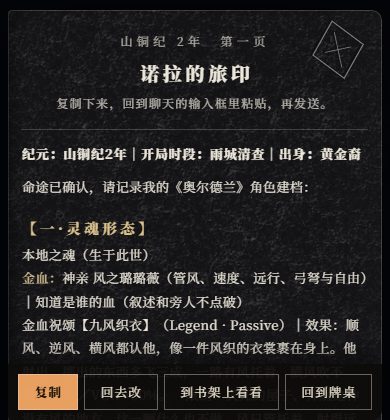 山铜纪 2年 第一页
诺拉的旅印
复制下来，回到聊天的输入框里粘贴，再发送。
纪元：山铜纪2年｜开局时段：雨城清查｜出身：黄金裔
命途已确认，请记录我的《奥尔德兰》角色建档：
【一·灵魂形态】
本地之魂（生于此世）
金血：神亲 风之璐璐薇（管风、速度、远行、弓弩与自由）
｜知道是谁的血（叙述和旁人不点破）
金血祝颂【九风织衣】（Legend · Passive）｜效果：顺
风、逆风、横风都认他，像一件风织的衣裳裹在身上。他
复制 回去改 到书架上看看 回到牌桌